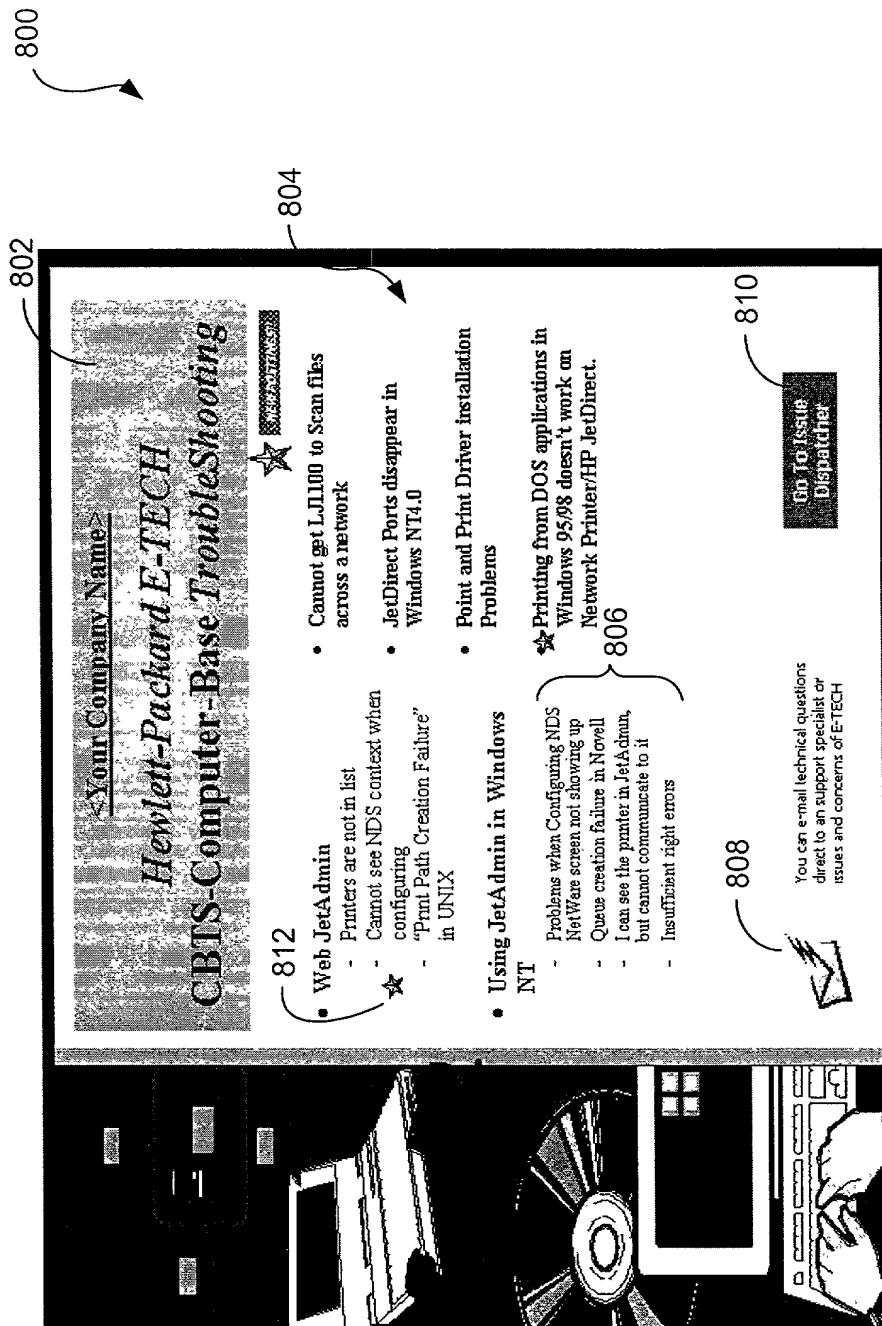 800
802
<Your Company Name>
Hewlett-Packard E-TECH
CBTS-Computer-Base TroubleShooting
NEW POSTINGS!
804
812
• Web JetAdmin
- Printers are not in list
- Cannot see NDS context when
configuring
- "Print Path Creation Failure"
in UNIX
• Using JetAdmin in Windows
NT
- Problems when Configuring NDS
NetWare screen not showing up
- Queue creation failure in Novell
- I can see the printer in JetAdmin,
but cannot communicate to it
- Insufficient right errors
806
• Cannot get LJ1100 to Scan files
across a network
• JetDirect Ports disappear in
Windows NT4.0
• Point and Print Driver installation
Problems
Printing from DOS applications in
Windows 95/98 doesn't work on
Network Printer/HP JetDirect.
808
You can e-mail technical questions
direct to an support specialist or
issues and concerns of E-TECH
810
Go To Issue
Dispatcher